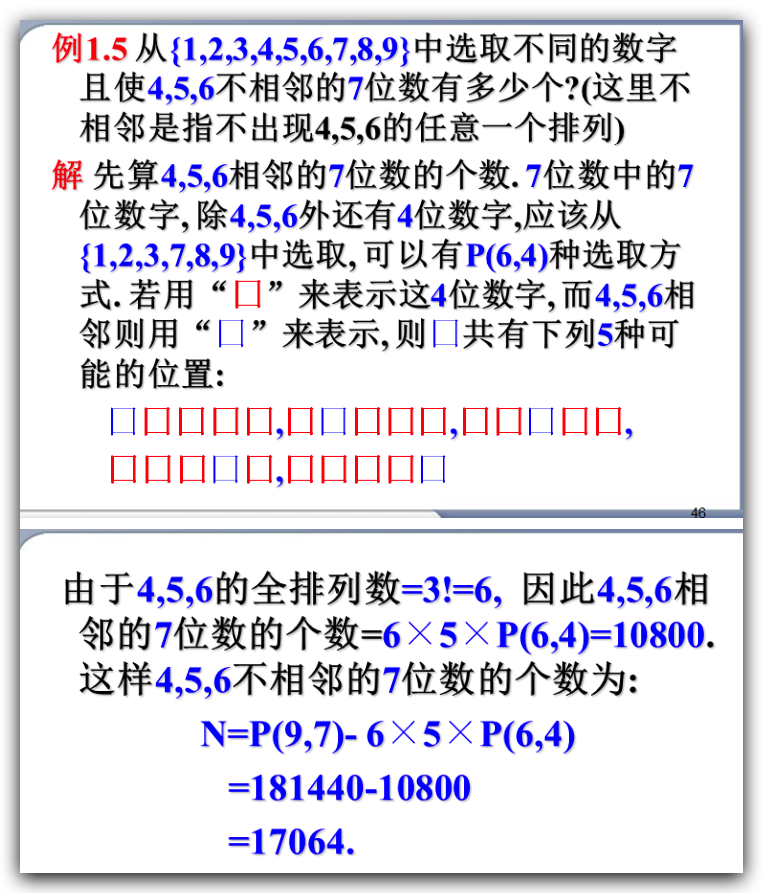 例1.5 从{1,2,3,4,5,6,7,8,9}中选取不同的数字
且使4,5,6不相邻的7位数有多少个?(这里不
相邻是指不出现4,5,6的任意一个排列)
解 先算4,5,6相邻的7位数的个数. 7位数中的7
位数字, 除4,5,6外还有4位数字,应该从
{1,2,3,7,8,9}中选取, 可以有P(6,4)种选取方
式. 若用“□”来表示这4位数字, 而4,5,6相
邻则用“□”来表示, 则□共有下列5种可
能的位置:
□□□□□,□□□□□,□□□□□,
□□□□□,□□□□□
46
由于4,5,6的全排列数=3!=6, 因此4,5,6相
邻的7位数的个数=6×5×P(6,4)=10800.
这样4,5,6不相邻的7位数的个数为:
N=P(9,7)- 6×5×P(6,4)
=181440-10800
=17064.